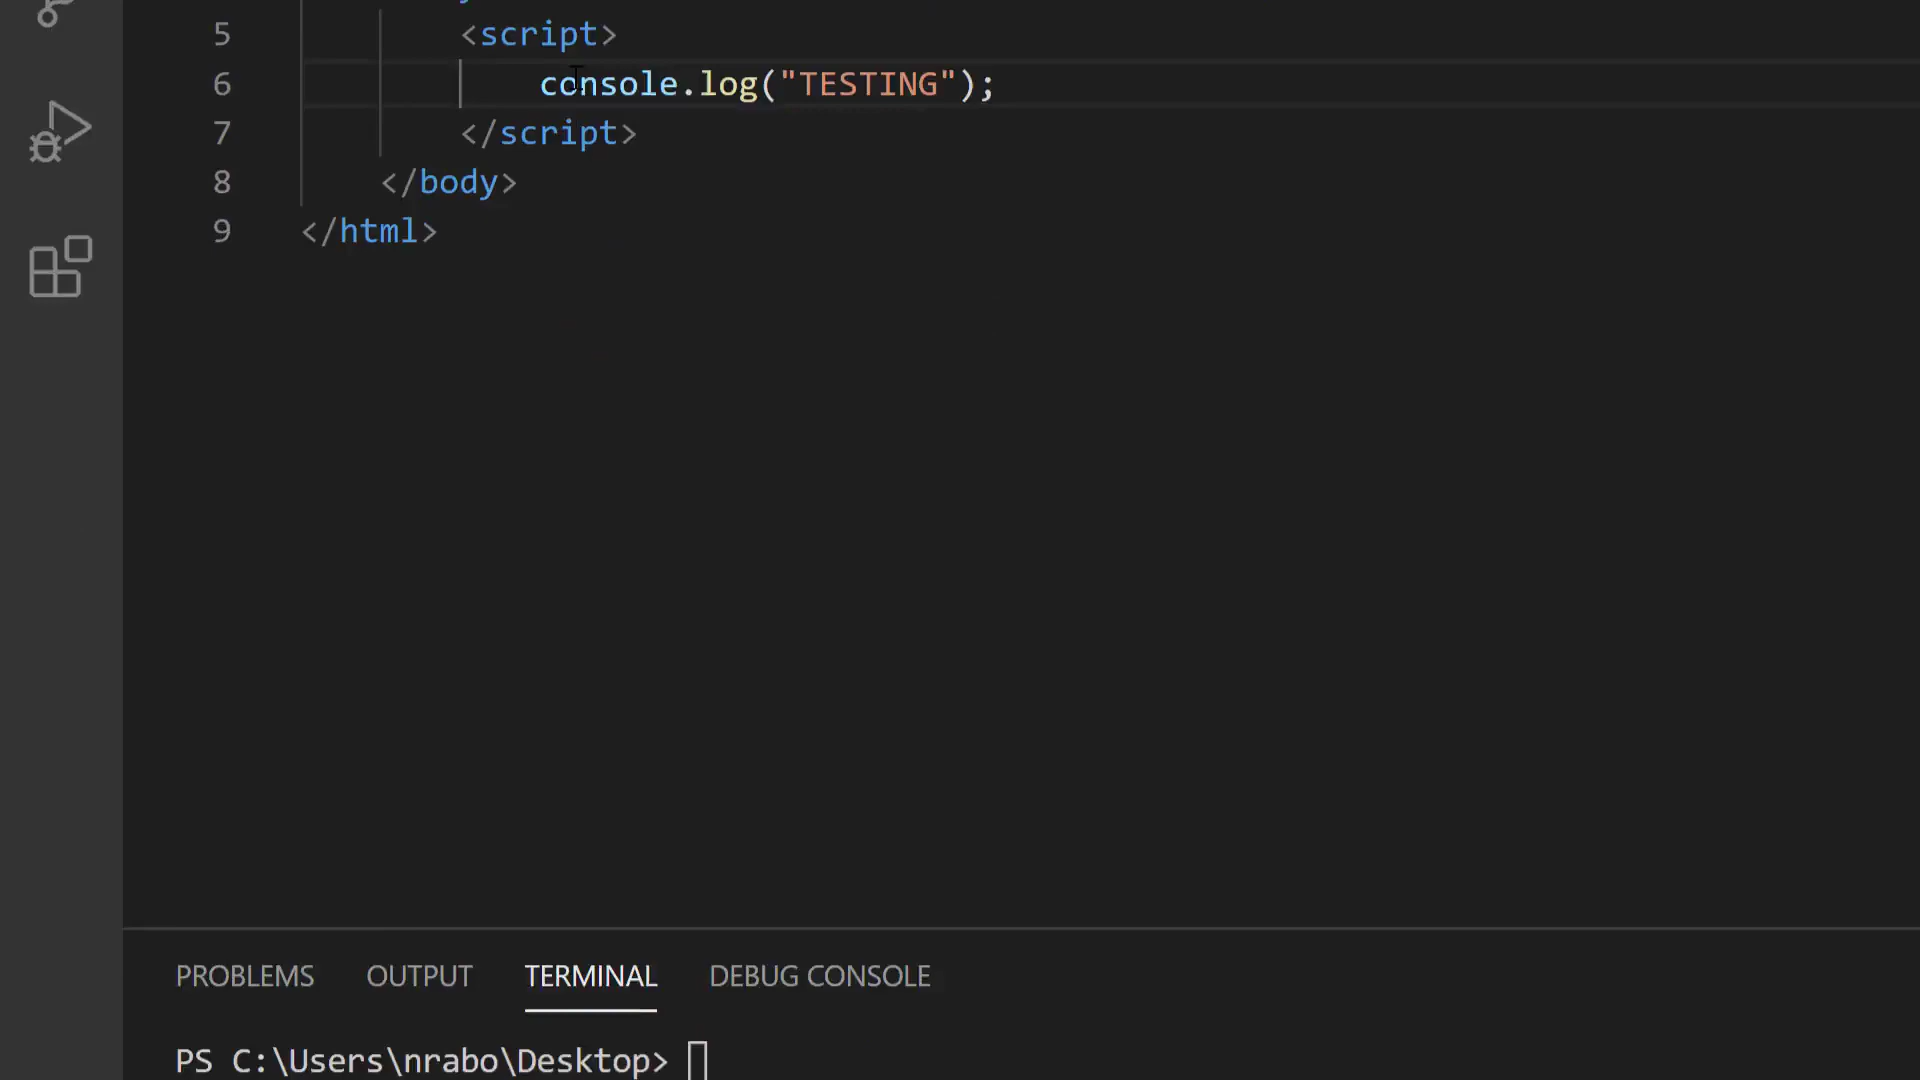 5 <script>
6 console.log("TESTING");
7 </script>
8 </body>
9 </html>
PROBLEMS OUTPUT TERMINAL DEBUG CONSOLE
PS C:\Users\nrabo\Desktop>